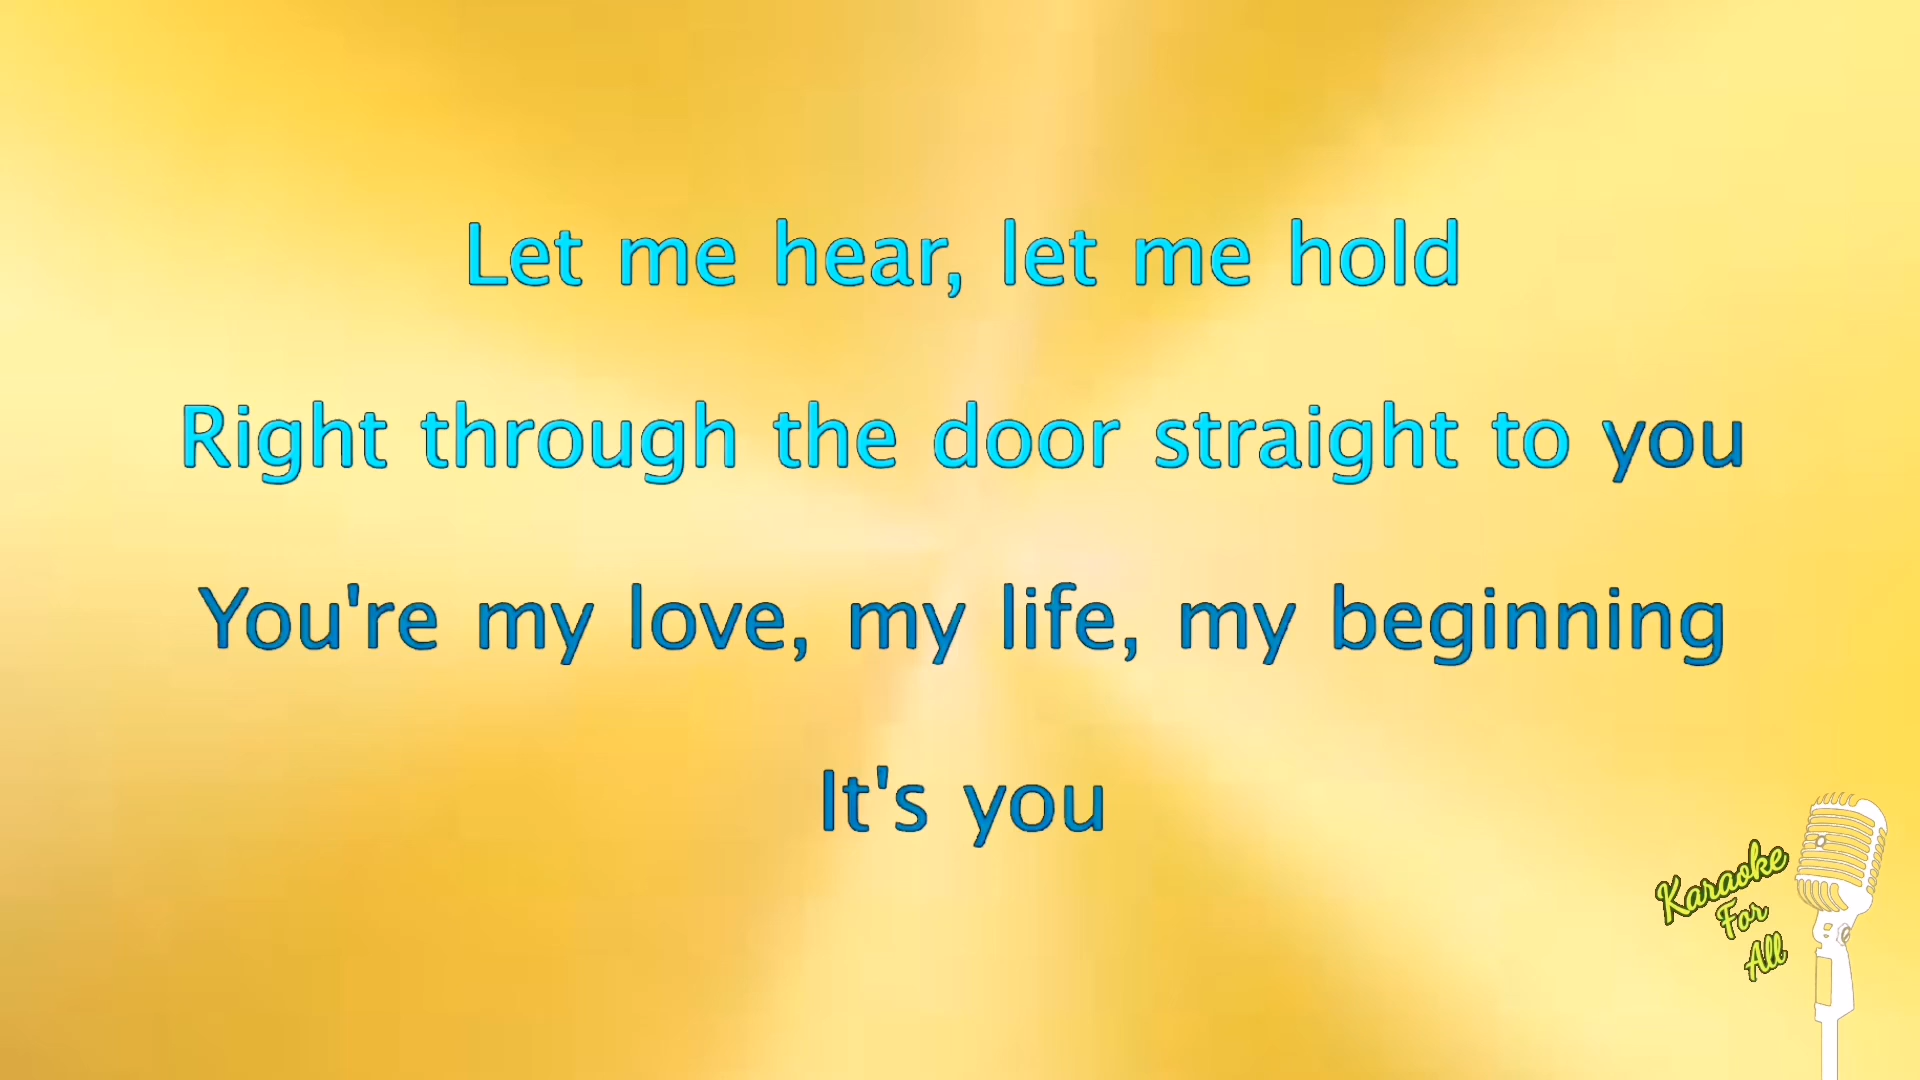 Let me hear, let me hold
Right through the door straight to you
You're my love, my life, my beginning
It's you
Karaoke
For
All